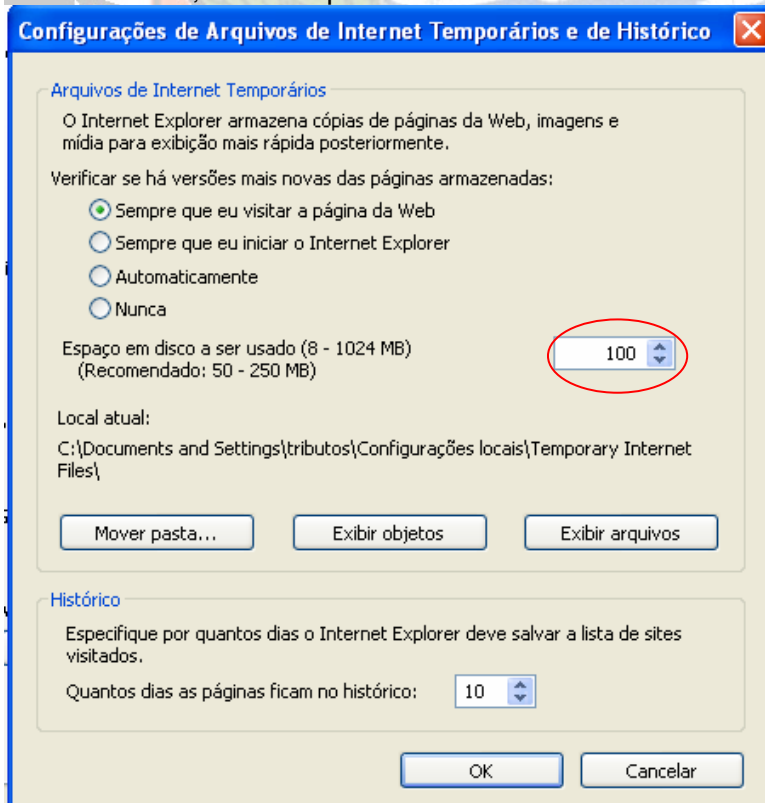 Configurações de Arquivos de Internet Temporários e de Histórico
Arquivos de Internet Temporários
O Internet Explorer armazena cópias de páginas da Web, imagens e
mídia para exibição mais rápida posteriormente.
Verificar se há versões mais novas das páginas armazenadas:
Sempre que eu visitar a página da Web
Sempre que eu iniciar o Internet Explorer
Automaticamente
Nunca
Espaço em disco a ser usado (8 - 1024 MB) 100
(Recomendado: 50 - 250 MB)
Local atual:
C:\Documents and Settings\tributos\Configurações locais\Temporary Internet
Files\
Mover pasta... Exibir objetos Exibir arquivos
Histórico
Especifique por quantos dias o Internet Explorer deve salvar a lista de sites
visitados.
Quantos dias as páginas ficam no histórico: 10
OK Cancelar